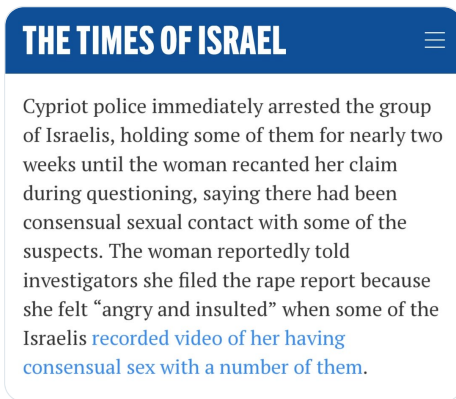 THE TIMES OF ISRAEL
Cypriot police immediately arrested the group
of Israelis, holding some of them for nearly two
weeks until the woman recanted her claim
during questioning, saying there had been
consensual sexual contact with some of the
suspects. The woman reportedly told
investigators she filed the rape report because
she felt “angry and insulted” when some of the
Israelis recorded video of her having
consensual sex with a number of them.